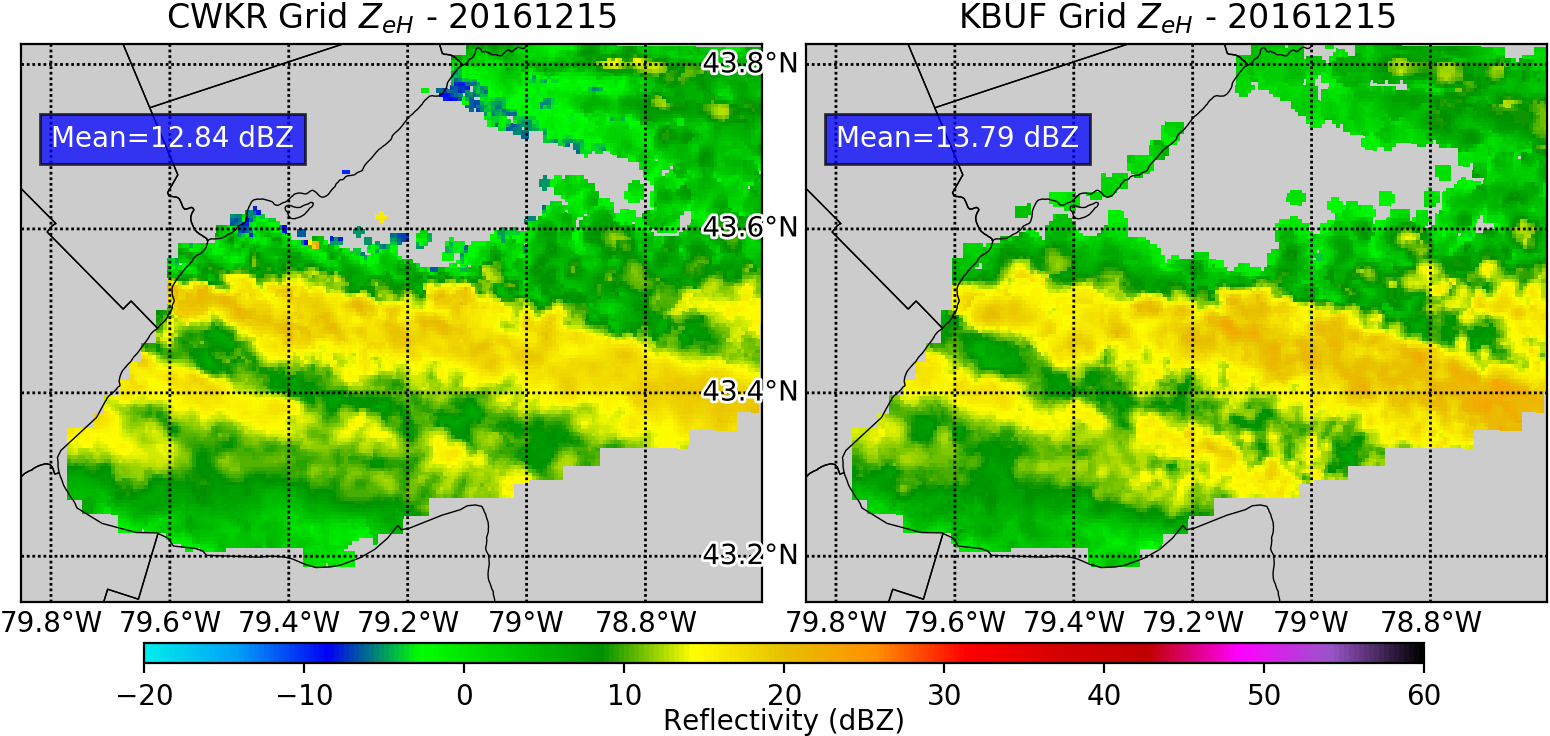 CWKR Grid Z_eH - 20161215
KBUF Grid Z_eH - 20161215
Mean=12.84 dBZ
Mean=13.79 dBZ
43.8°N
43.6°N
43.4°N
43.2°N
79.8°W 79.6°W 79.4°W 79.2°W 79°W 78.8°W
79.8°W 79.6°W 79.4°W 79.2°W 79°W 78.8°W
−20 −10 0 10 20 30 40 50 60
Reflectivity (dBZ)